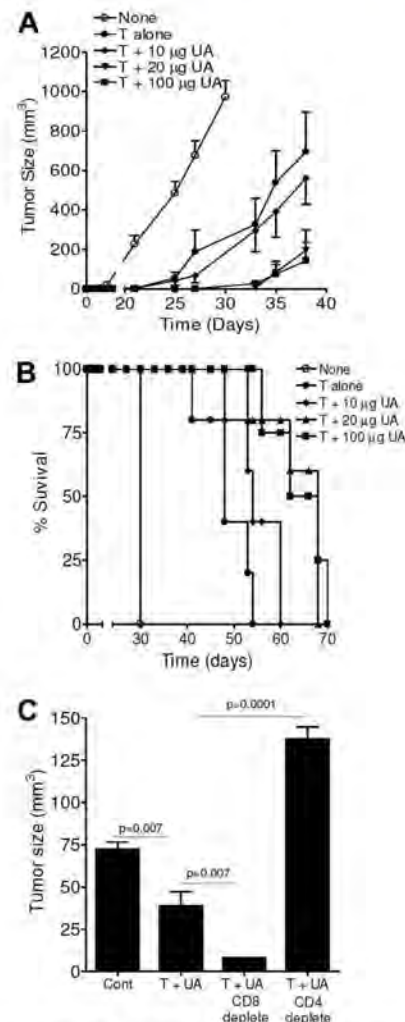 A
None
T alone
T + 10 µg UA
T + 20 µg UA
T + 100 µg UA
1200
1000
800
600
400
200
0
Tumor Size (mm³)
0 20 25 30 35 40
Time (Days)
B
None
T alone
T + 10 µg UA
T + 20 µg UA
T + 100 µg UA
100
75
50
25
0
% Suvival
0 30 40 50 60 70
Time (days)
C
150
125
100
75
50
25
0
Tumor size (mm³)
p=0.0001
p<0.007
p=0.007
Cont T + UA T + UA T + UA
CD8 CD4
deplete deplete